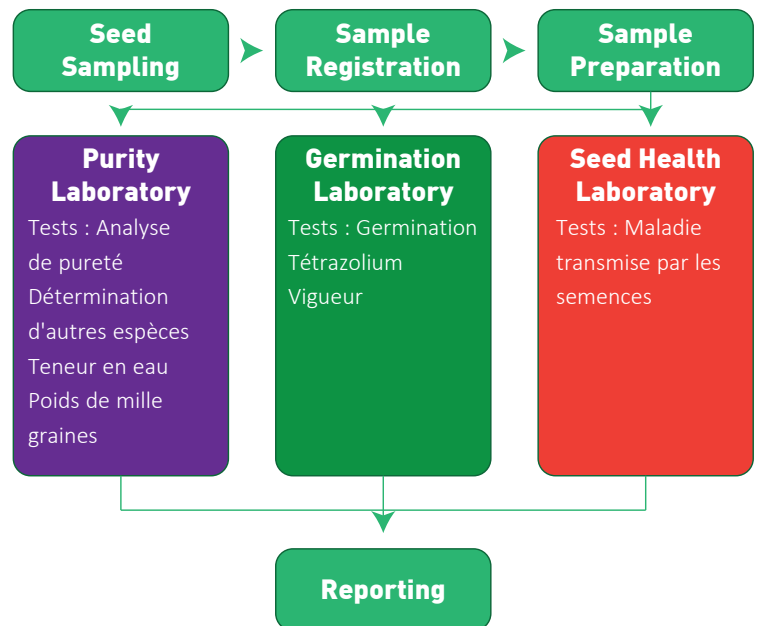 Seed
Sampling
Sample
Registration
Sample
Preparation
Purity
Laboratory
Tests : Analyse
de pureté
Détermination
d'autres espèces
Teneur en eau
Poids de mille
graines
Germination
Laboratory
Tests : Germination
Tétrazolium
Vigueur
Seed Health
Laboratory
Tests : Maladie
transmise par les
semences
Reporting